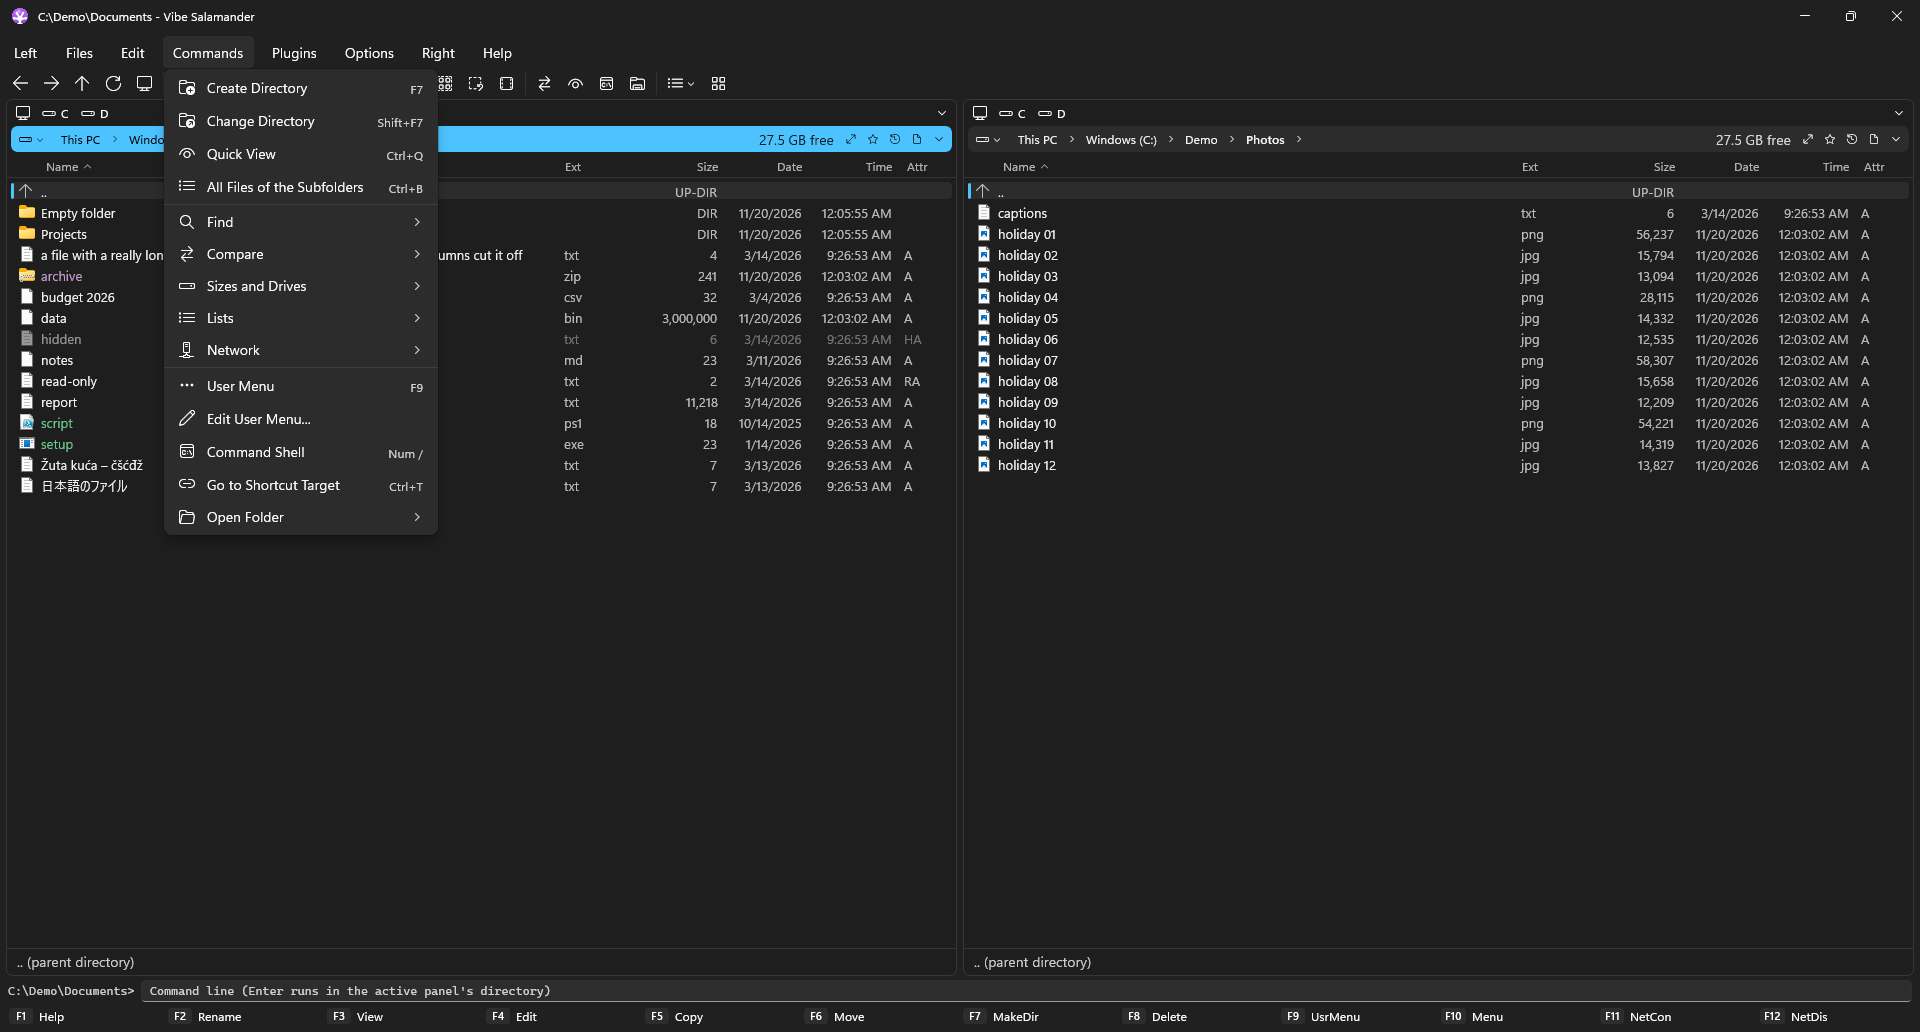 C:\Demo\Documents - Vibe Salamander
Left Files Edit Commands Plugins Options Right Help
C D
This PC Windo 27.5 GB free
Name Ext Size Date Time Attr
.. UP-DIR
Empty folder DIR 11/20/2026 12:05:55 AM
Projects DIR 11/20/2026 12:05:55 AM
a file with a really lon umns cut it off txt 4 3/14/2026 9:26:53 AM A
archive zip 241 11/20/2026 12:03:02 AM A
budget 2026 csv 32 3/4/2026 9:26:53 AM A
data bin 3,000,000 11/20/2026 12:03:02 AM A
hidden txt 6 3/14/2026 9:26:53 AM HA
notes md 23 3/11/2026 9:26:53 AM A
read-only txt 2 3/14/2026 9:26:53 AM RA
report txt 11,218 3/14/2026 9:26:53 AM A
script ps1 18 10/14/2025 9:26:53 AM A
setup exe 23 1/14/2026 9:26:53 AM A
Žuta kuća – čšćđž txt 7 3/13/2026 9:26:53 AM A
日本語のファイル txt 7 3/13/2026 9:26:53 AM A
.. (parent directory)
Create Directory F7
Change Directory Shift+F7
Quick View Ctrl+Q
All Files of the Subfolders Ctrl+B
Find
Compare
Sizes and Drives
Lists
Network
User Menu F9
Edit User Menu...
Command Shell Num /
Go to Shortcut Target Ctrl+T
Open Folder
C D
This PC Windows (C:) Demo Photos 27.5 GB free
Name Ext Size Date Time Attr
.. UP-DIR
captions txt 6 3/14/2026 9:26:53 AM A
holiday 01 png 56,237 11/20/2026 12:03:02 AM A
holiday 02 jpg 15,794 11/20/2026 12:03:02 AM A
holiday 03 jpg 13,094 11/20/2026 12:03:02 AM A
holiday 04 png 28,115 11/20/2026 12:03:02 AM A
holiday 05 jpg 14,332 11/20/2026 12:03:02 AM A
holiday 06 jpg 12,535 11/20/2026 12:03:02 AM A
holiday 07 png 58,307 11/20/2026 12:03:02 AM A
holiday 08 jpg 15,658 11/20/2026 12:03:02 AM A
holiday 09 jpg 12,209 11/20/2026 12:03:02 AM A
holiday 10 png 54,221 11/20/2026 12:03:02 AM A
holiday 11 jpg 14,319 11/20/2026 12:03:02 AM A
holiday 12 jpg 13,827 11/20/2026 12:03:02 AM A
.. (parent directory)
C:\Demo\Documents> Command line (Enter runs in the active panel's directory)
F1 Help F2 Rename F3 View F4 Edit F5 Copy F6 Move F7 MakeDir F8 Delete F9 UsrMenu F10 Menu F11 NetCon F12 NetDis